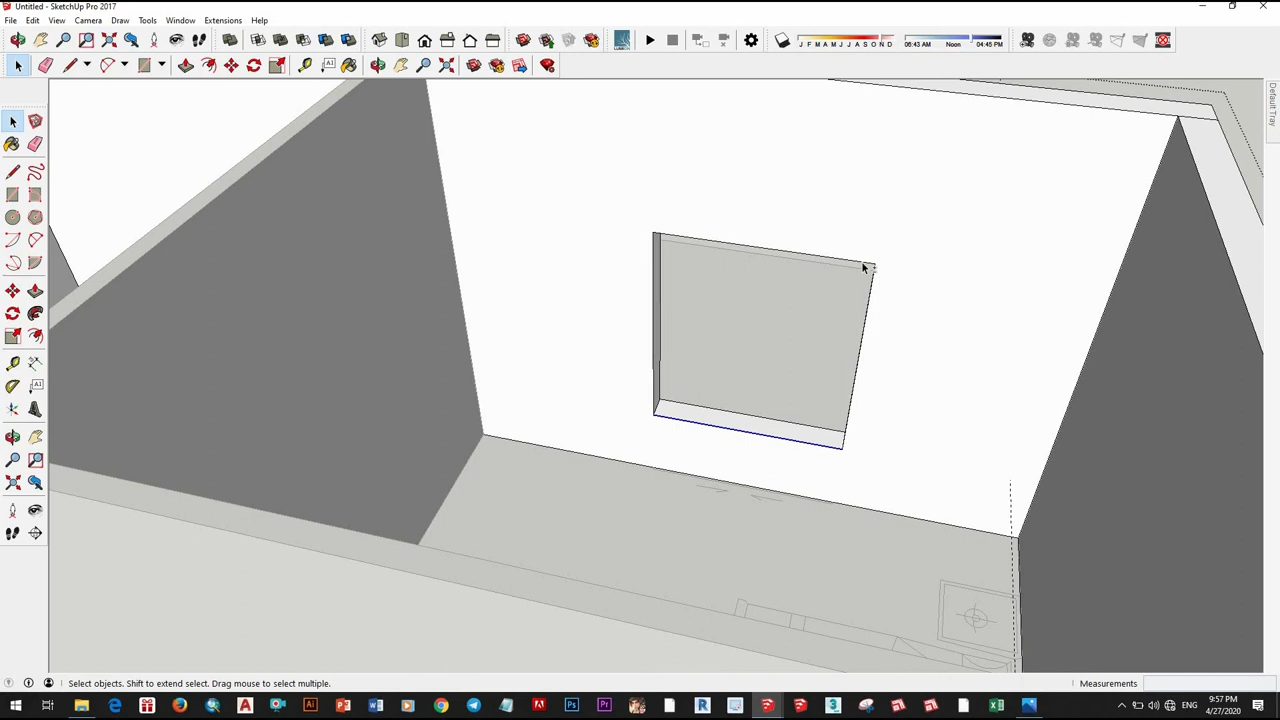 Untitled - SketchUp Pro 2017
File Edit View Camera Draw Tools Window Extensions Help
J F M A M J J A S O N D 06:43 AM Noon 04:45 PM
Default Tray
Select objects. Shift to extend select. Drag mouse to select multiple. Measurements
ENG 9:57 PM
4/27/2020